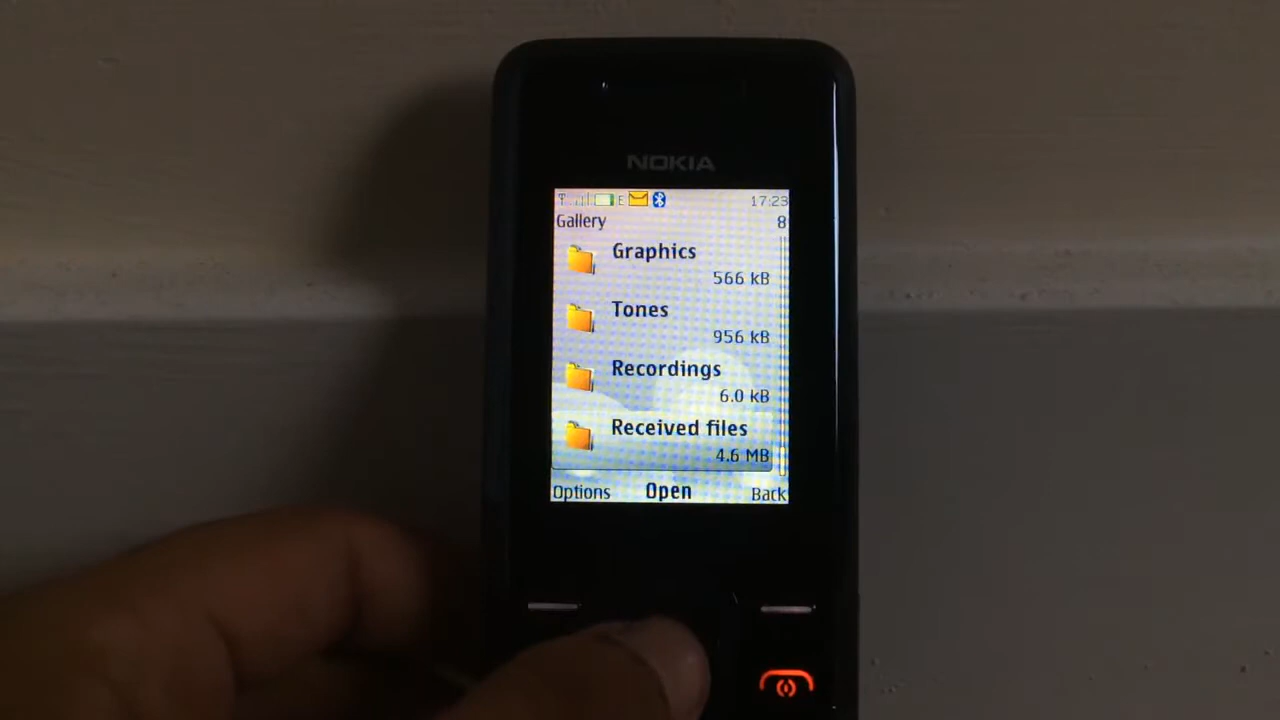 NOKIA
E 17:23
Gallery 8
Graphics
566 kB
Tones
956 kB
Recordings
6.0 kB
Received files
4.6 MB
Options Open Back